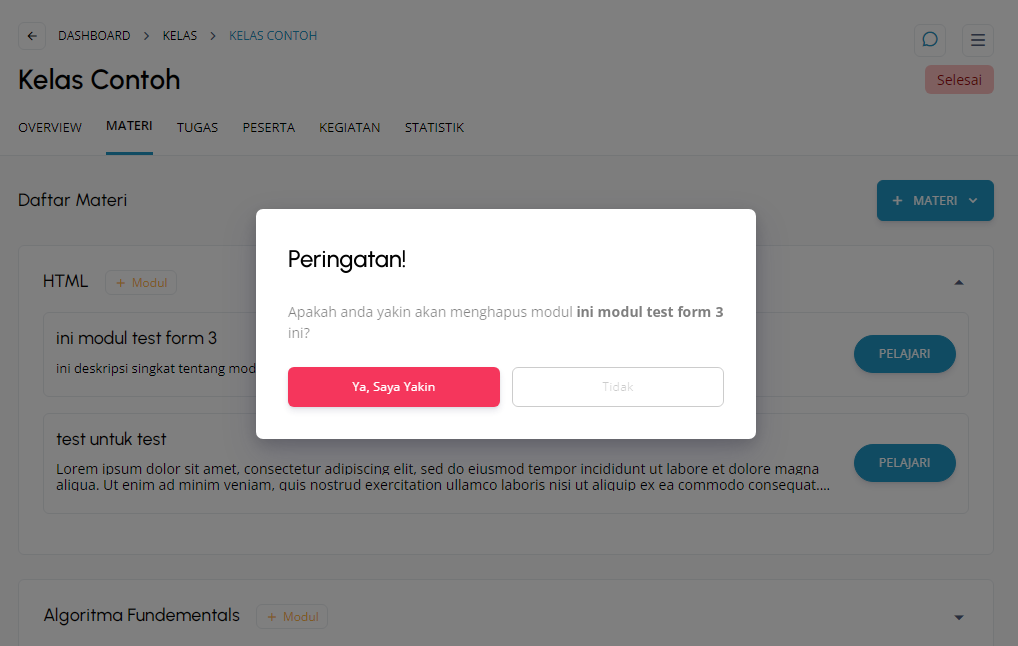 DASHBOARD > KELAS > KELAS CONTOH
Kelas Contoh
Selesai
OVERVIEW MATERI TUGAS PESERTA KEGIATAN STATISTIK
Daftar Materi
+ MATERI
HTML + Modul
ini modul test form 3
ini deskripsi singkat tentang mod
PELAJARI
Peringatan!
Apakah anda yakin akan menghapus modul ini modul test form 3
ini?
Ya, Saya Yakin
Tidak
test untuk test
Lorem ipsum dolor sit amet, consectetur adipiscing elit, sed do eiusmod tempor incididunt ut labore et dolore magna
aliqua. Ut enim ad minim veniam, quis nostrud exercitation ullamco laboris nisi ut aliquip ex ea commodo consequat....
PELAJARI
Algoritma Fundementals + Modul